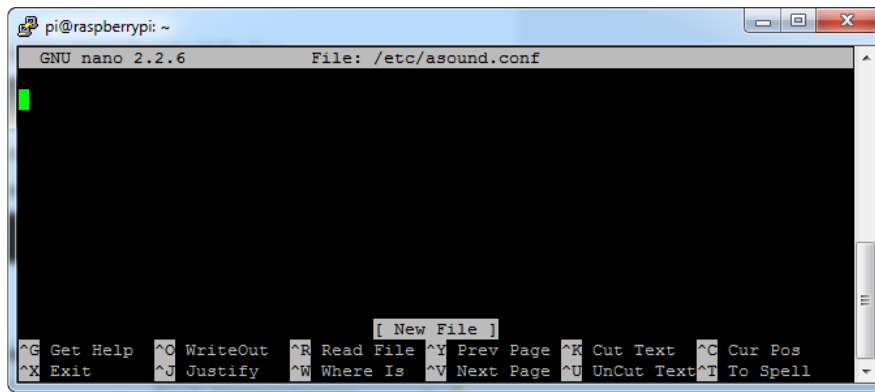 pi@raspberrypi: ~
GNU nano 2.2.6 File: /etc/asound.conf
[ New File ]
^G Get Help ^O WriteOut ^R Read File ^Y Prev Page ^K Cut Text ^C Cur Pos
^X Exit ^J Justify ^W Where Is ^V Next Page ^U UnCut Text ^T To Spell